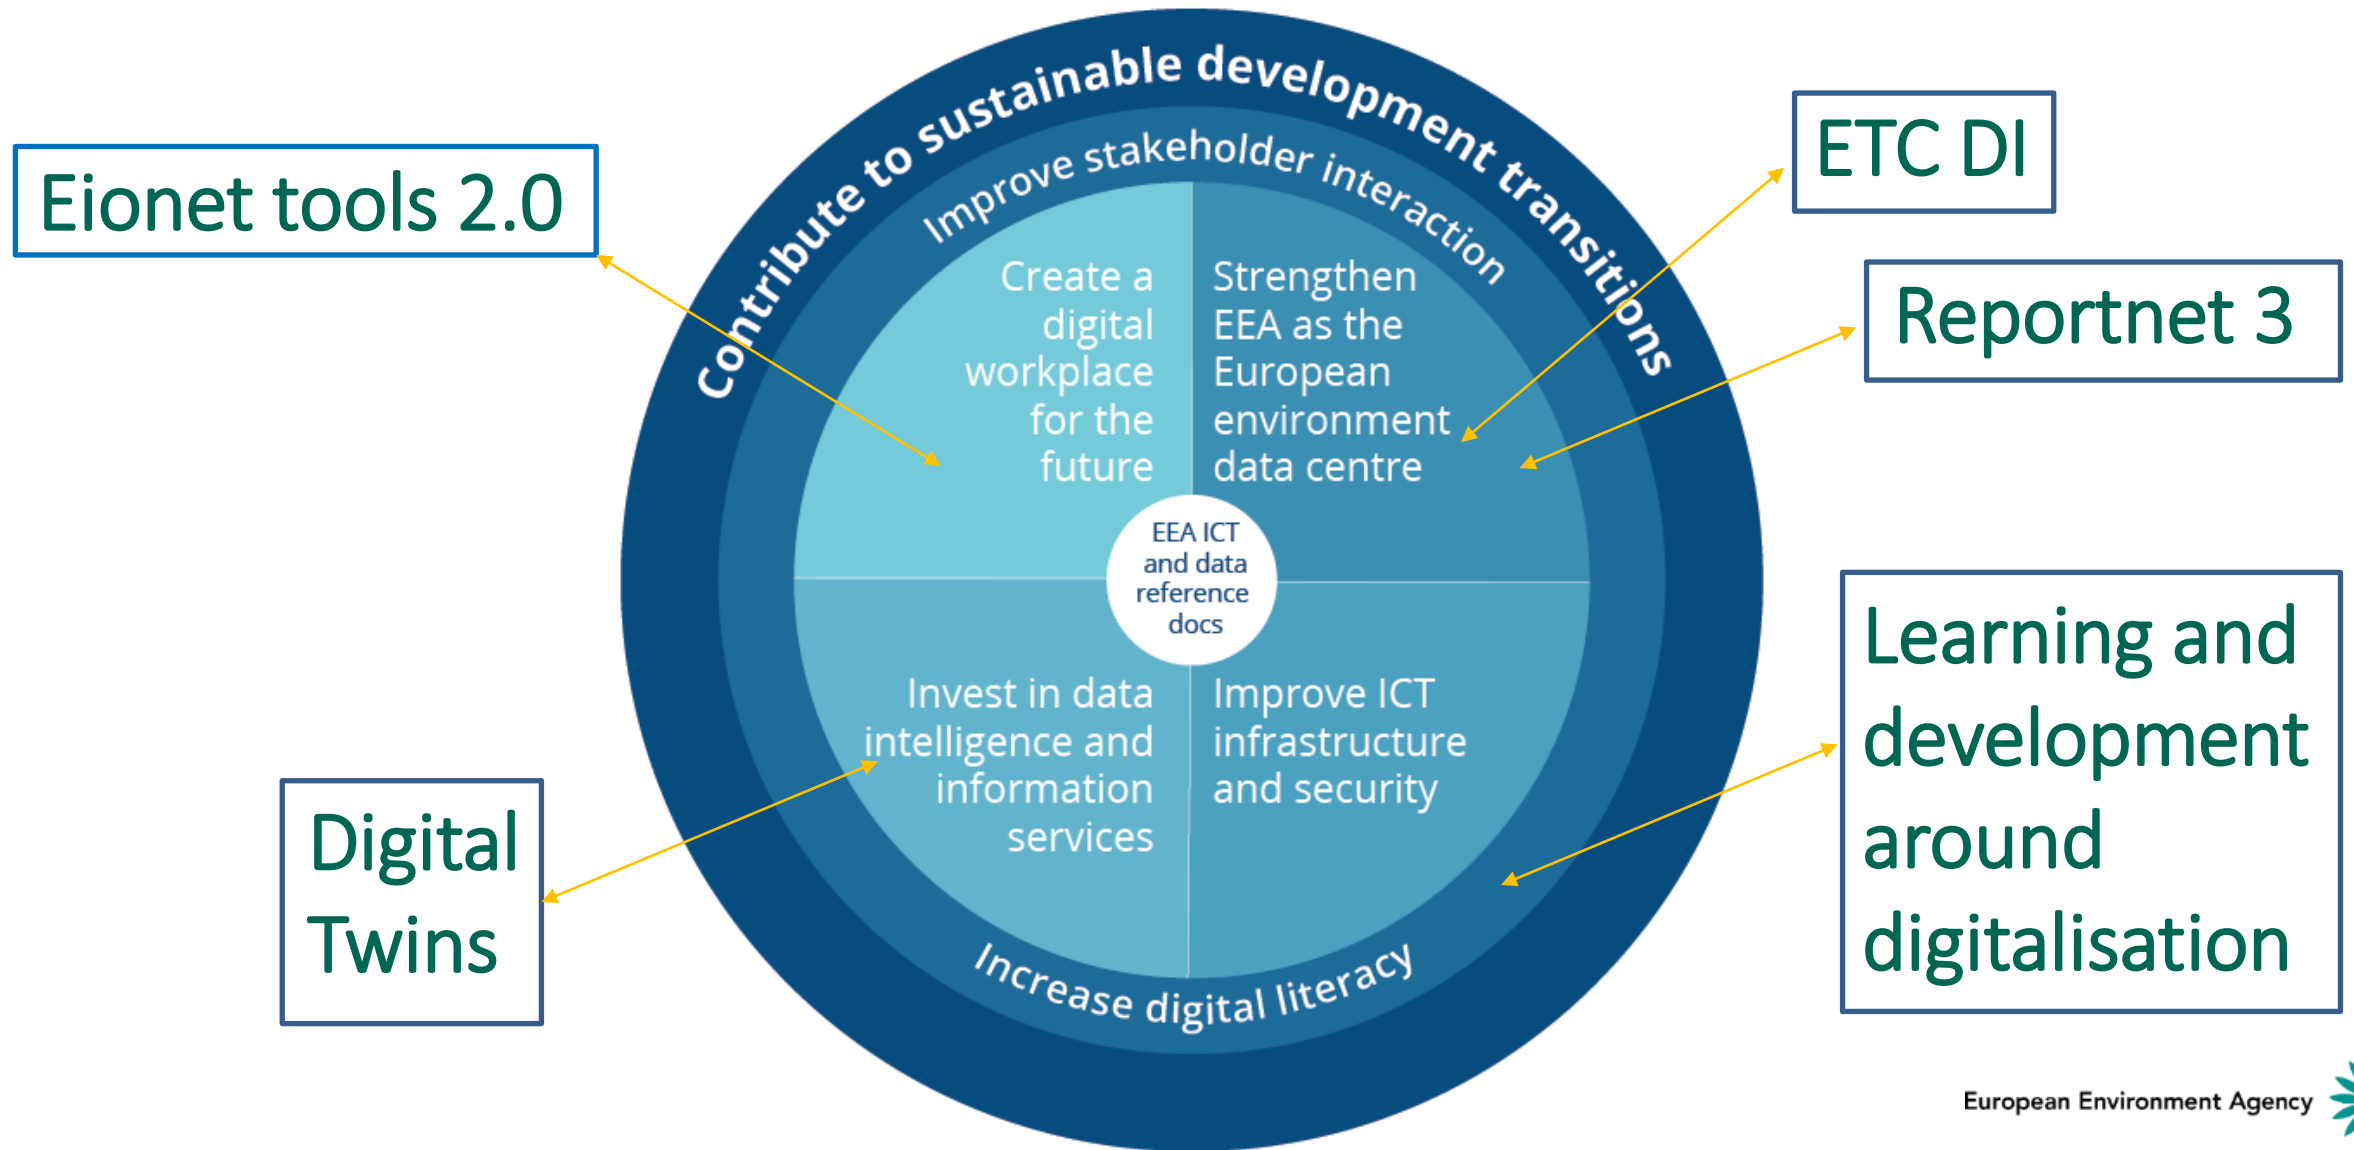 Contribute to sustainable development transitions
Improve stakeholder interaction
Eionet tools 2.0
ETC DI
Reportnet 3
Create a
digital
workplace
for the
future
Strengthen
EEA as the
European
environment
data centre
EEA ICT
and data
reference
docs
Invest in data
intelligence and
information
services
Improve ICT
infrastructure
and security
Increase digital literacy
Digital
Twins
Learning and
development
around
digitalisation
European Environment Agency